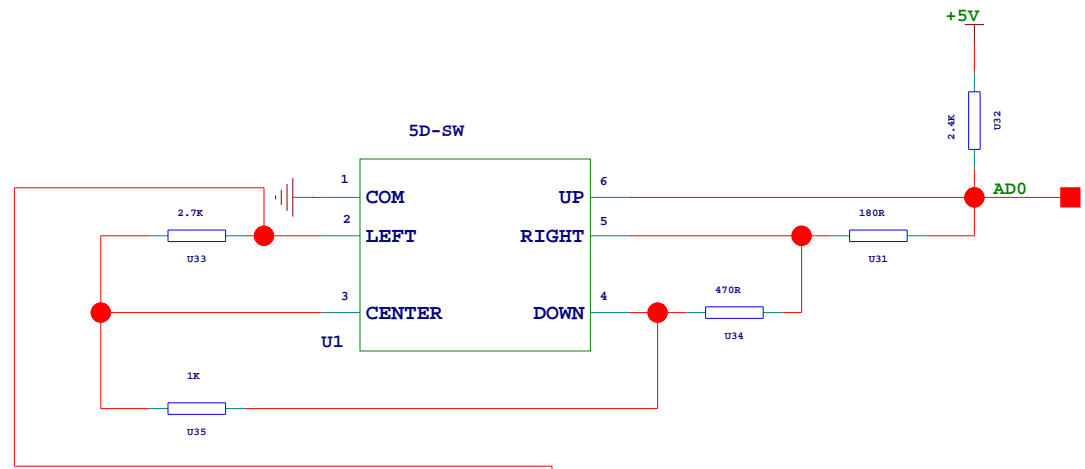 +5V
2.4K
U32
5D-SW
1
COM
UP
6
AD0
2.7K
2
LEFT
RIGHT
5
180R
U33
U31
3
CENTER
DOWN
4
470R
U1
U34
1K
U35